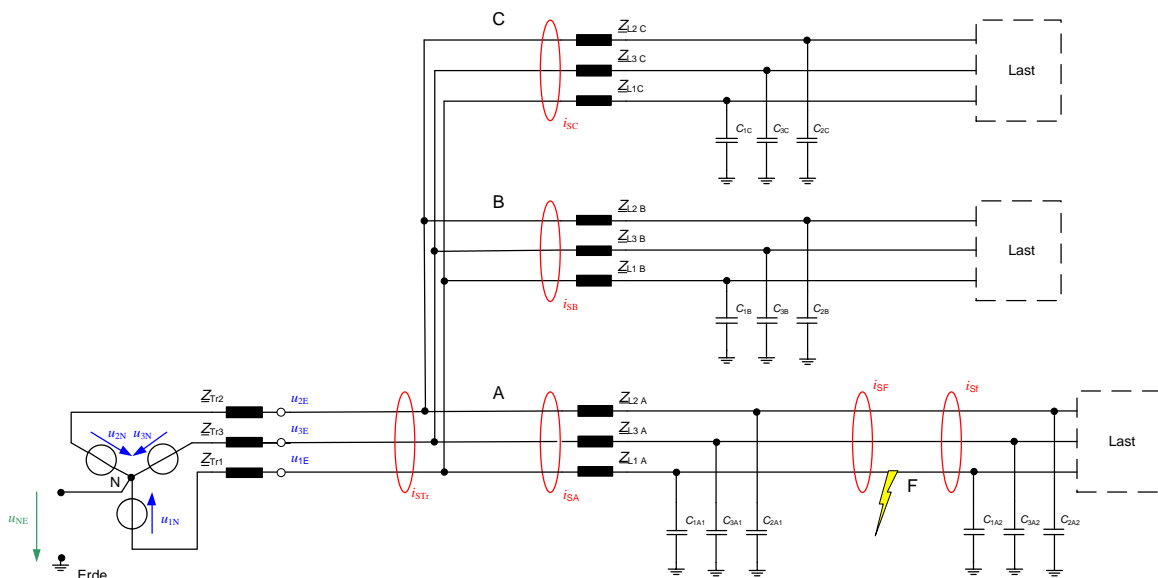 C
Z̲L2 C
Z̲L3 C
Z̲L1C
iSC
C1C
C3C
C2C
Last
B
Z̲L2 B
Z̲L3 B
Z̲L1 B
iSB
C1B
C3B
C2B
Last
A
Z̲Tr2
u2E
Z̲L2 A
iSF
iSf
u2N
u3N
Z̲Tr3
u3E
Z̲L3 A
Last
Z̲Tr1
u1E
Z̲L1 A
N
F
iSTr
iSA
uNE
u1N
C1A1
C3A1
C2A1
C1A2
C3A2
C2A2
Erde